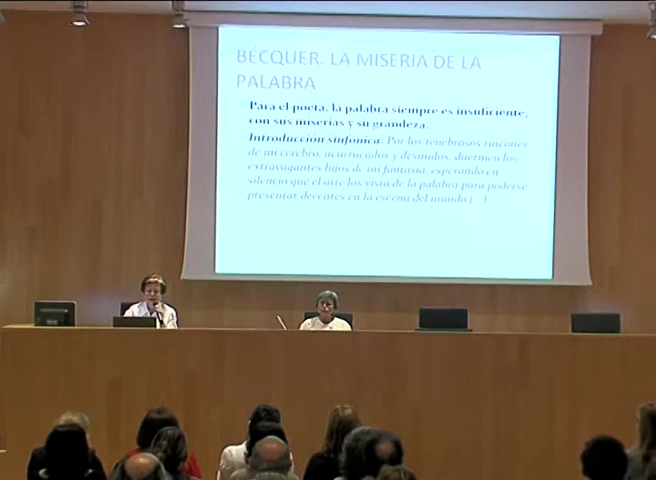 BÉCQUER. LA MISERIA DE LA
PALABRA
Para el poeta, la palabra siempre es insuficiente,
con sus miserias y su grandeza.
Introducción sinfónica. Por los tenebrosos rincones
de mi cerebro, acurrucados y desnudos, duermen los
extravagantes hijos de mi fantasía, esperando en
silencio que el arte los vista de la palabra para poderse
presentar decentes en la escena del mundo (...)